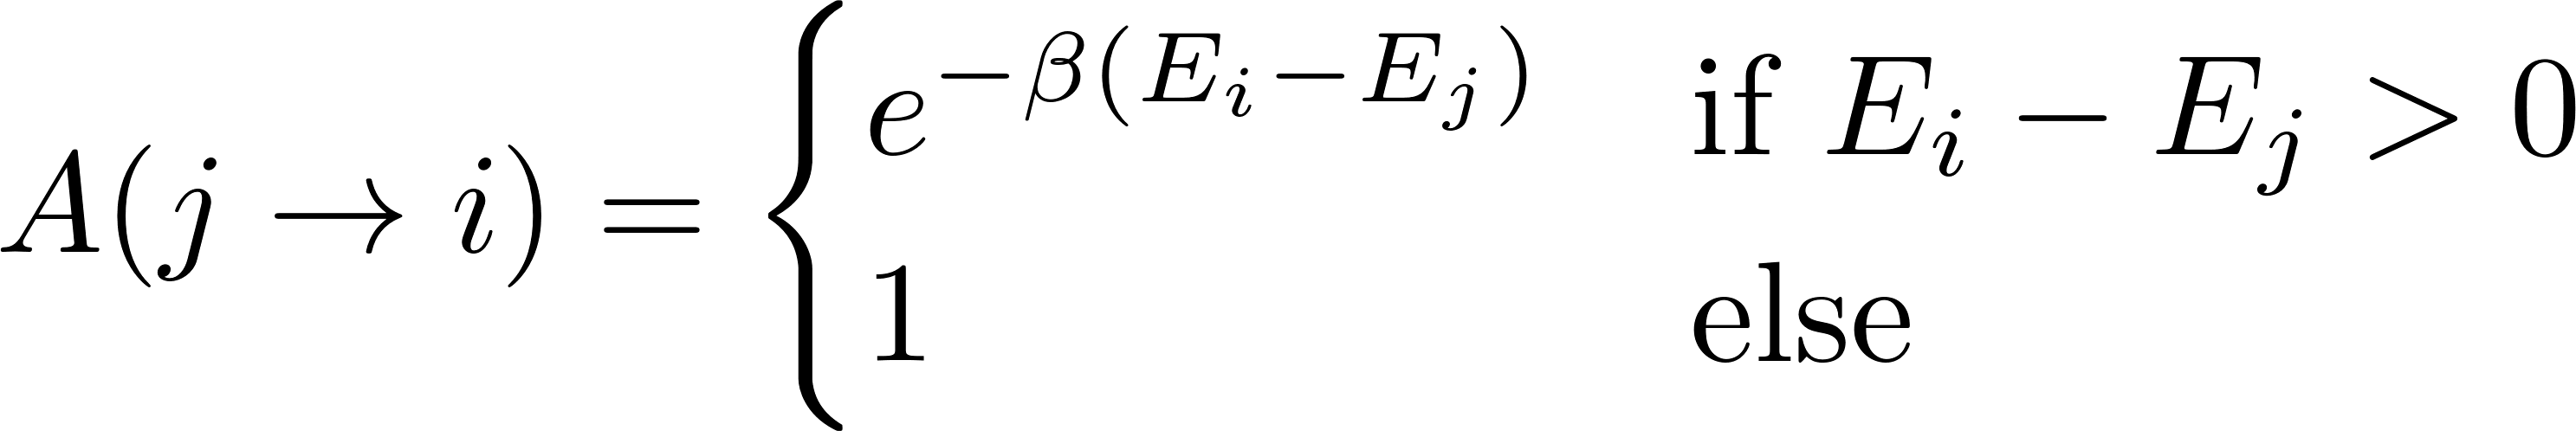 A(j → i) = { e^{−β(E_i−E_j)} if E_i − E_j > 0
1 else